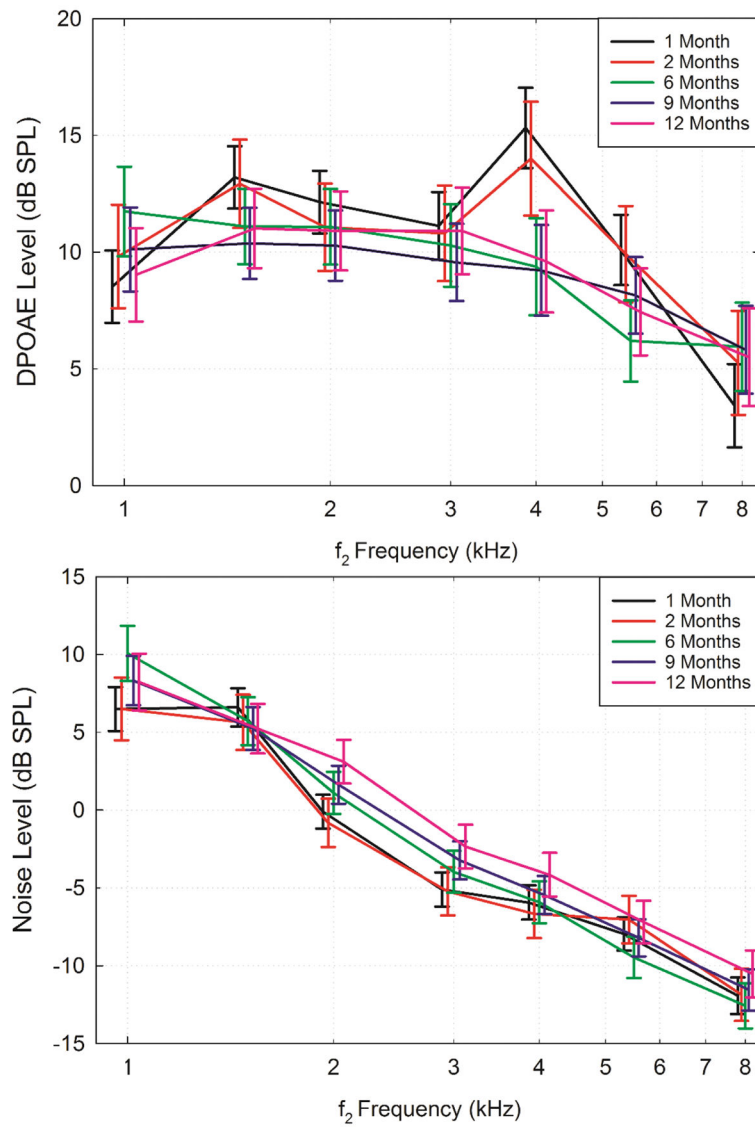 20
15
10
5
0
DPOAE Level (dB SPL)
1 Month
2 Months
6 Months
9 Months
12 Months
1 2 3 4 5 6 7 8
f₂ Frequency (kHz)
15
10
5
0
-5
-10
-15
Noise Level (dB SPL)
1 Month
2 Months
6 Months
9 Months
12 Months
1 2 3 4 5 6 7 8
f₂ Frequency (kHz)